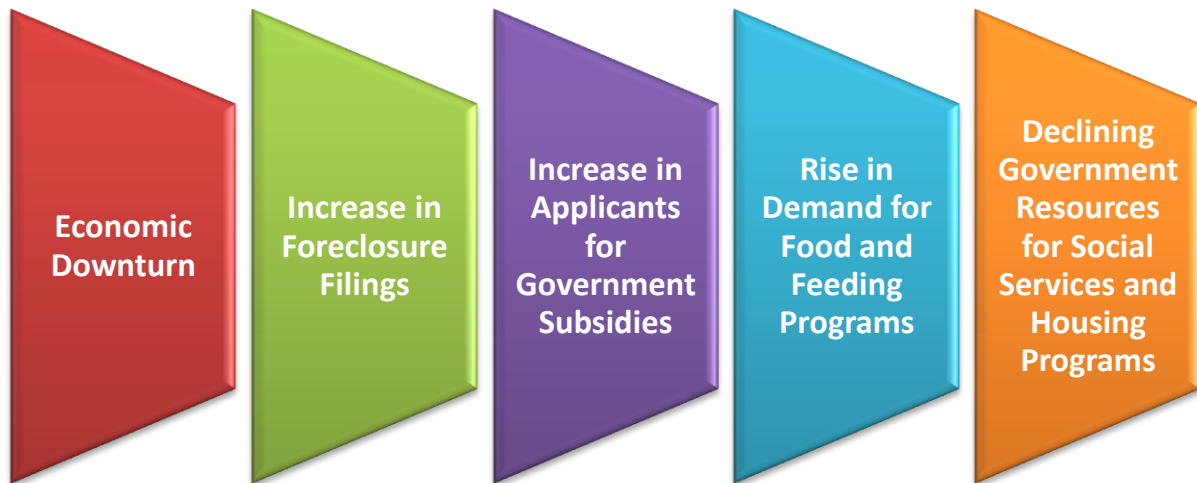 Economic
Downturn
Increase in
Foreclosure
Filings
Increase in
Applicants
for
Government
Subsidies
Rise in
Demand for
Food and
Feeding
Programs
Declining
Government
Resources
for Social
Services and
Housing
Programs